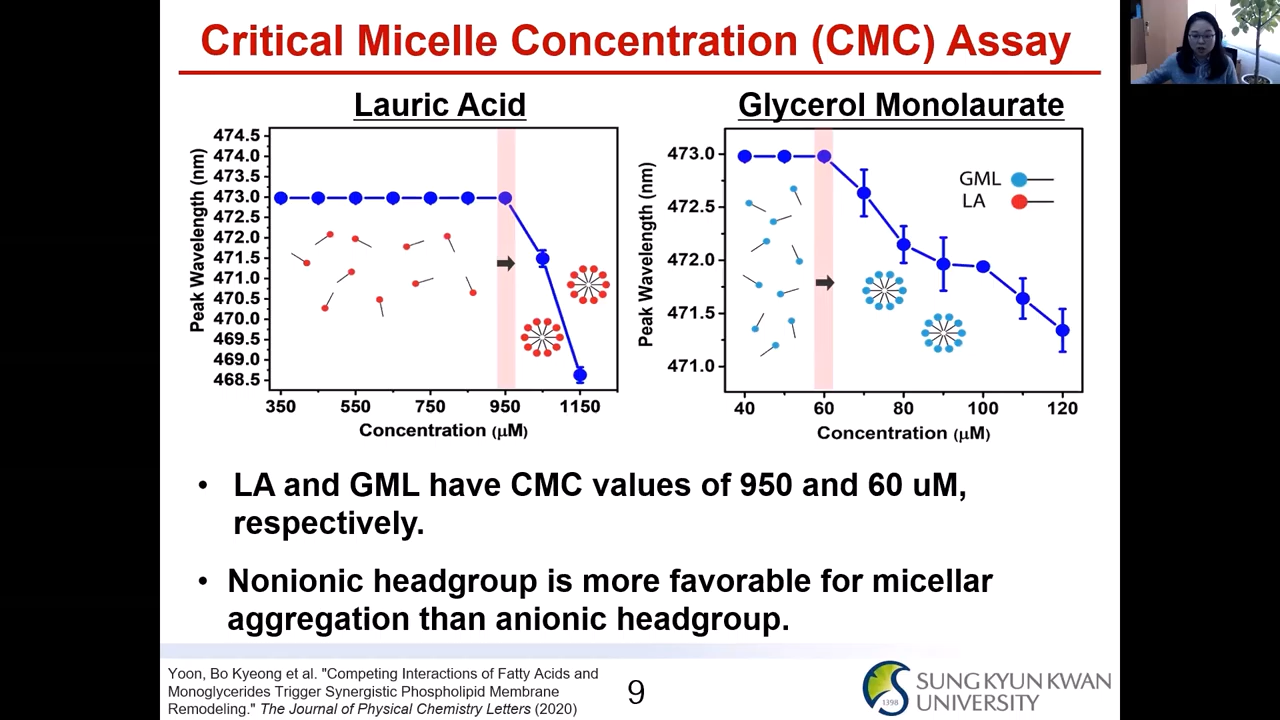 Critical Micelle Concentration (CMC) Assay
Lauric Acid
Peak Wavelength (nm)
474.5
474.0
473.5
473.0
472.5
472.0
471.0
470.5
470.0
469.5
469.0
468.5
350
550
750
950
1150
Concentration (μM)
Glycerol Monolaurate
Peak Wavelength (nm)
473.0
472.5
472.0
471.5
471.0
GML
LA
40
60
80
100
120
Concentration (μM)
• LA and GML have CMC values of 950 and 60 uM,
respectively.
• Nonionic headgroup is more favorable for micellar
aggregation than anionic headgroup.
Yoon, Bo Kyeong et al. "Competing Interactions of Fatty Acids and
Monoglycerides Trigger Synergistic Phospholipid Membrane
Remodeling." The Journal of Physical Chemistry Letters (2020)
9
1398
SUNG KYUN KWAN
UNIVERSITY